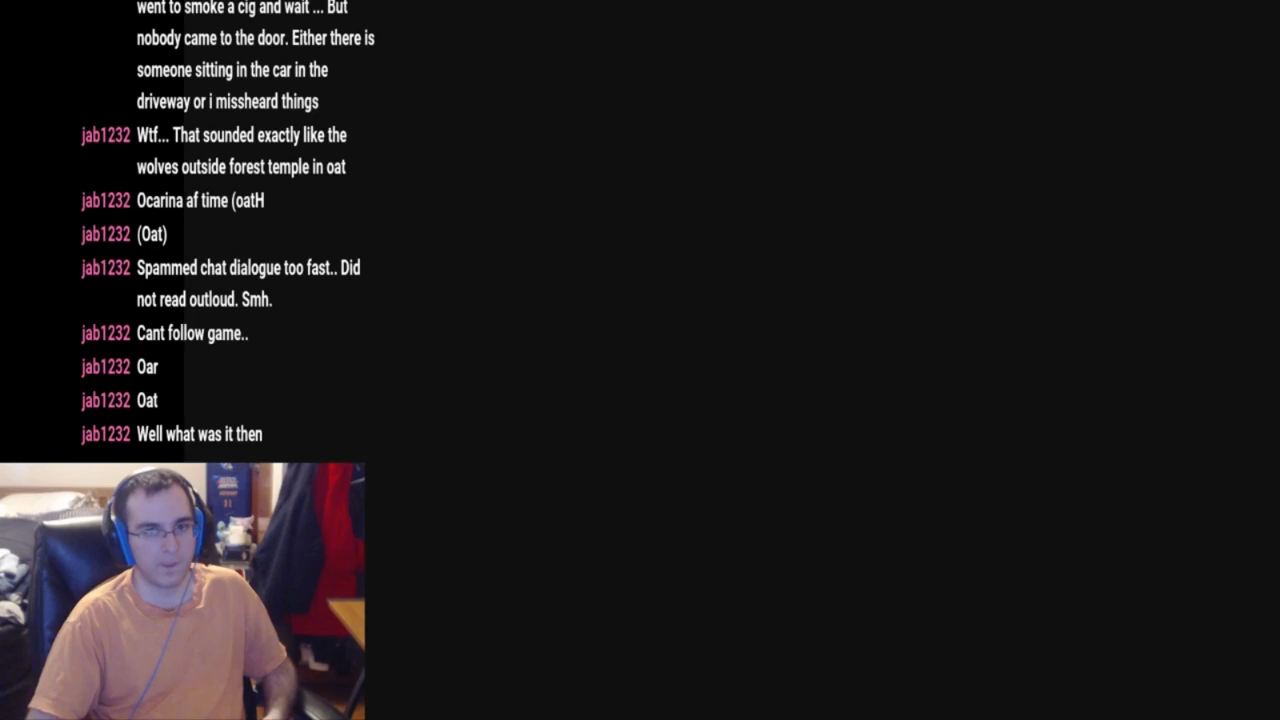 went to smoke a cig and wait ... But
nobody came to the door. Either there is
someone sitting in the car in the
driveway or i missheard things
jab1232 Wtf... That sounded exactly like the
wolves outside forest temple in oat
jab1232 Ocarina af time (oatH
jab1232 (Oat)
jab1232 Spammed chat dialogue too fast.. Did
not read outloud. Smh.
jab1232 Cant follow game..
jab1232 Oar
jab1232 Oat
jab1232 Well what was it then